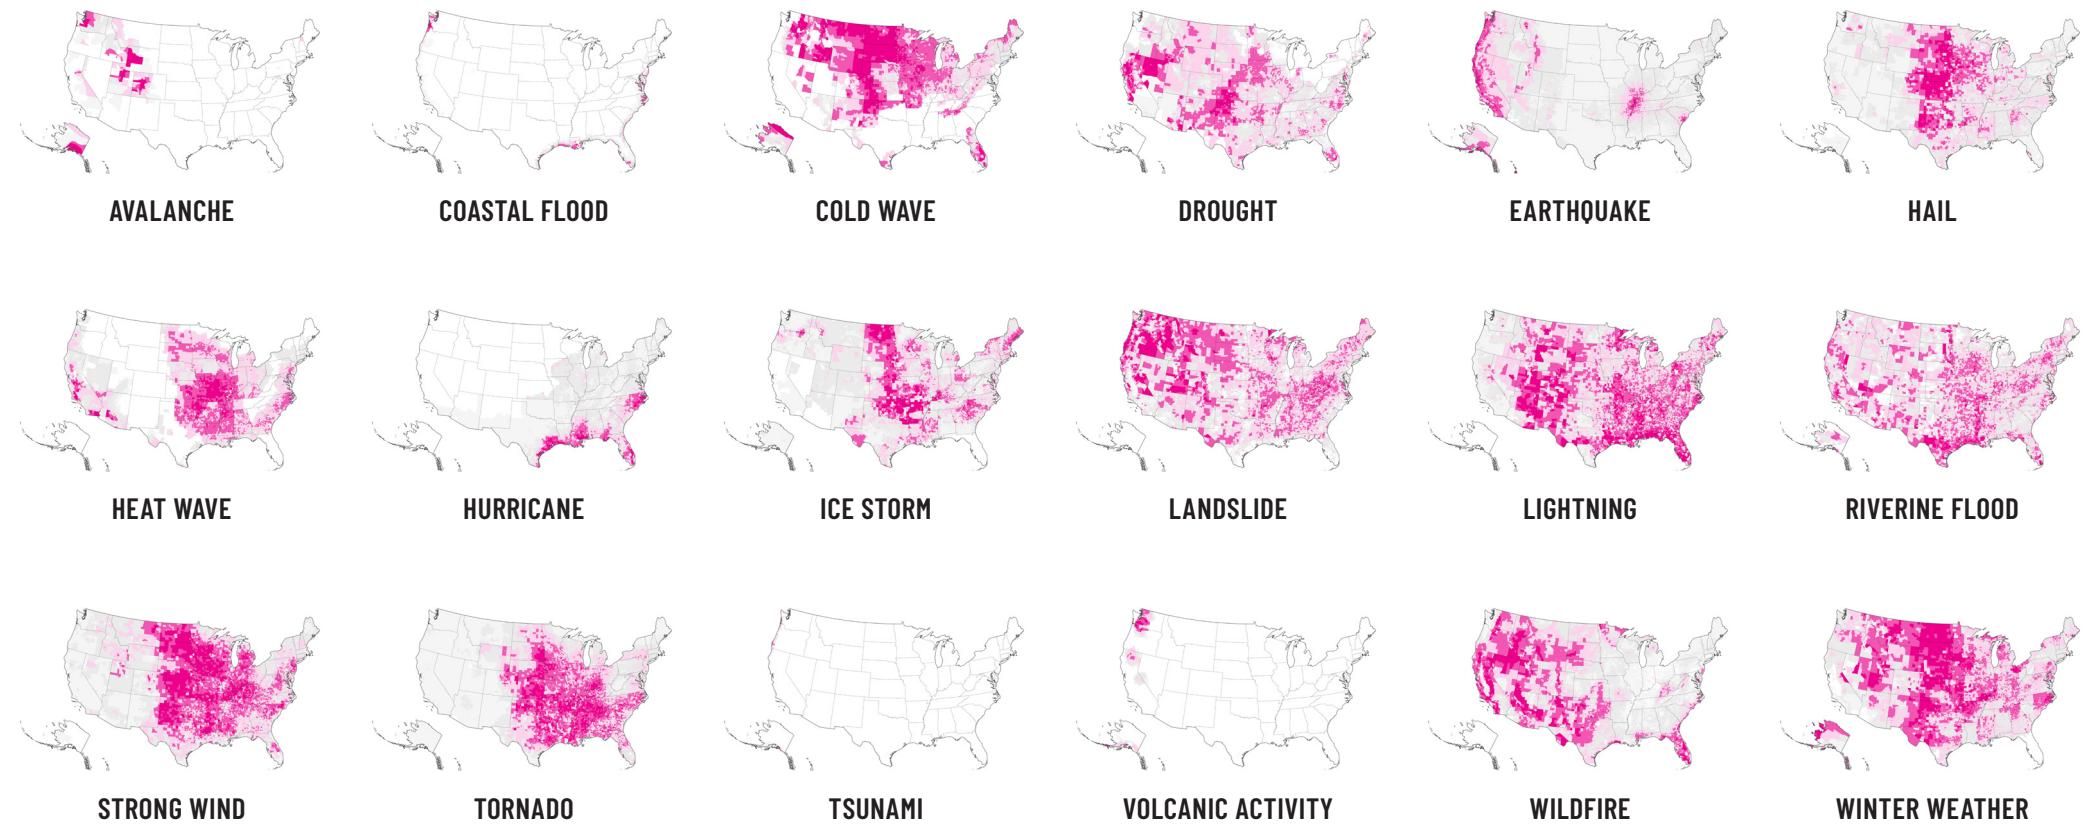 AVALANCHE
COASTAL FLOOD
COLD WAVE
DROUGHT
EARTHQUAKE
HAIL
HEAT WAVE
HURRICANE
ICE STORM
LANDSLIDE
LIGHTNING
RIVERINE FLOOD
STRONG WIND
TORNADO
TSUNAMI
VOLCANIC ACTIVITY
WILDFIRE
WINTER WEATHER